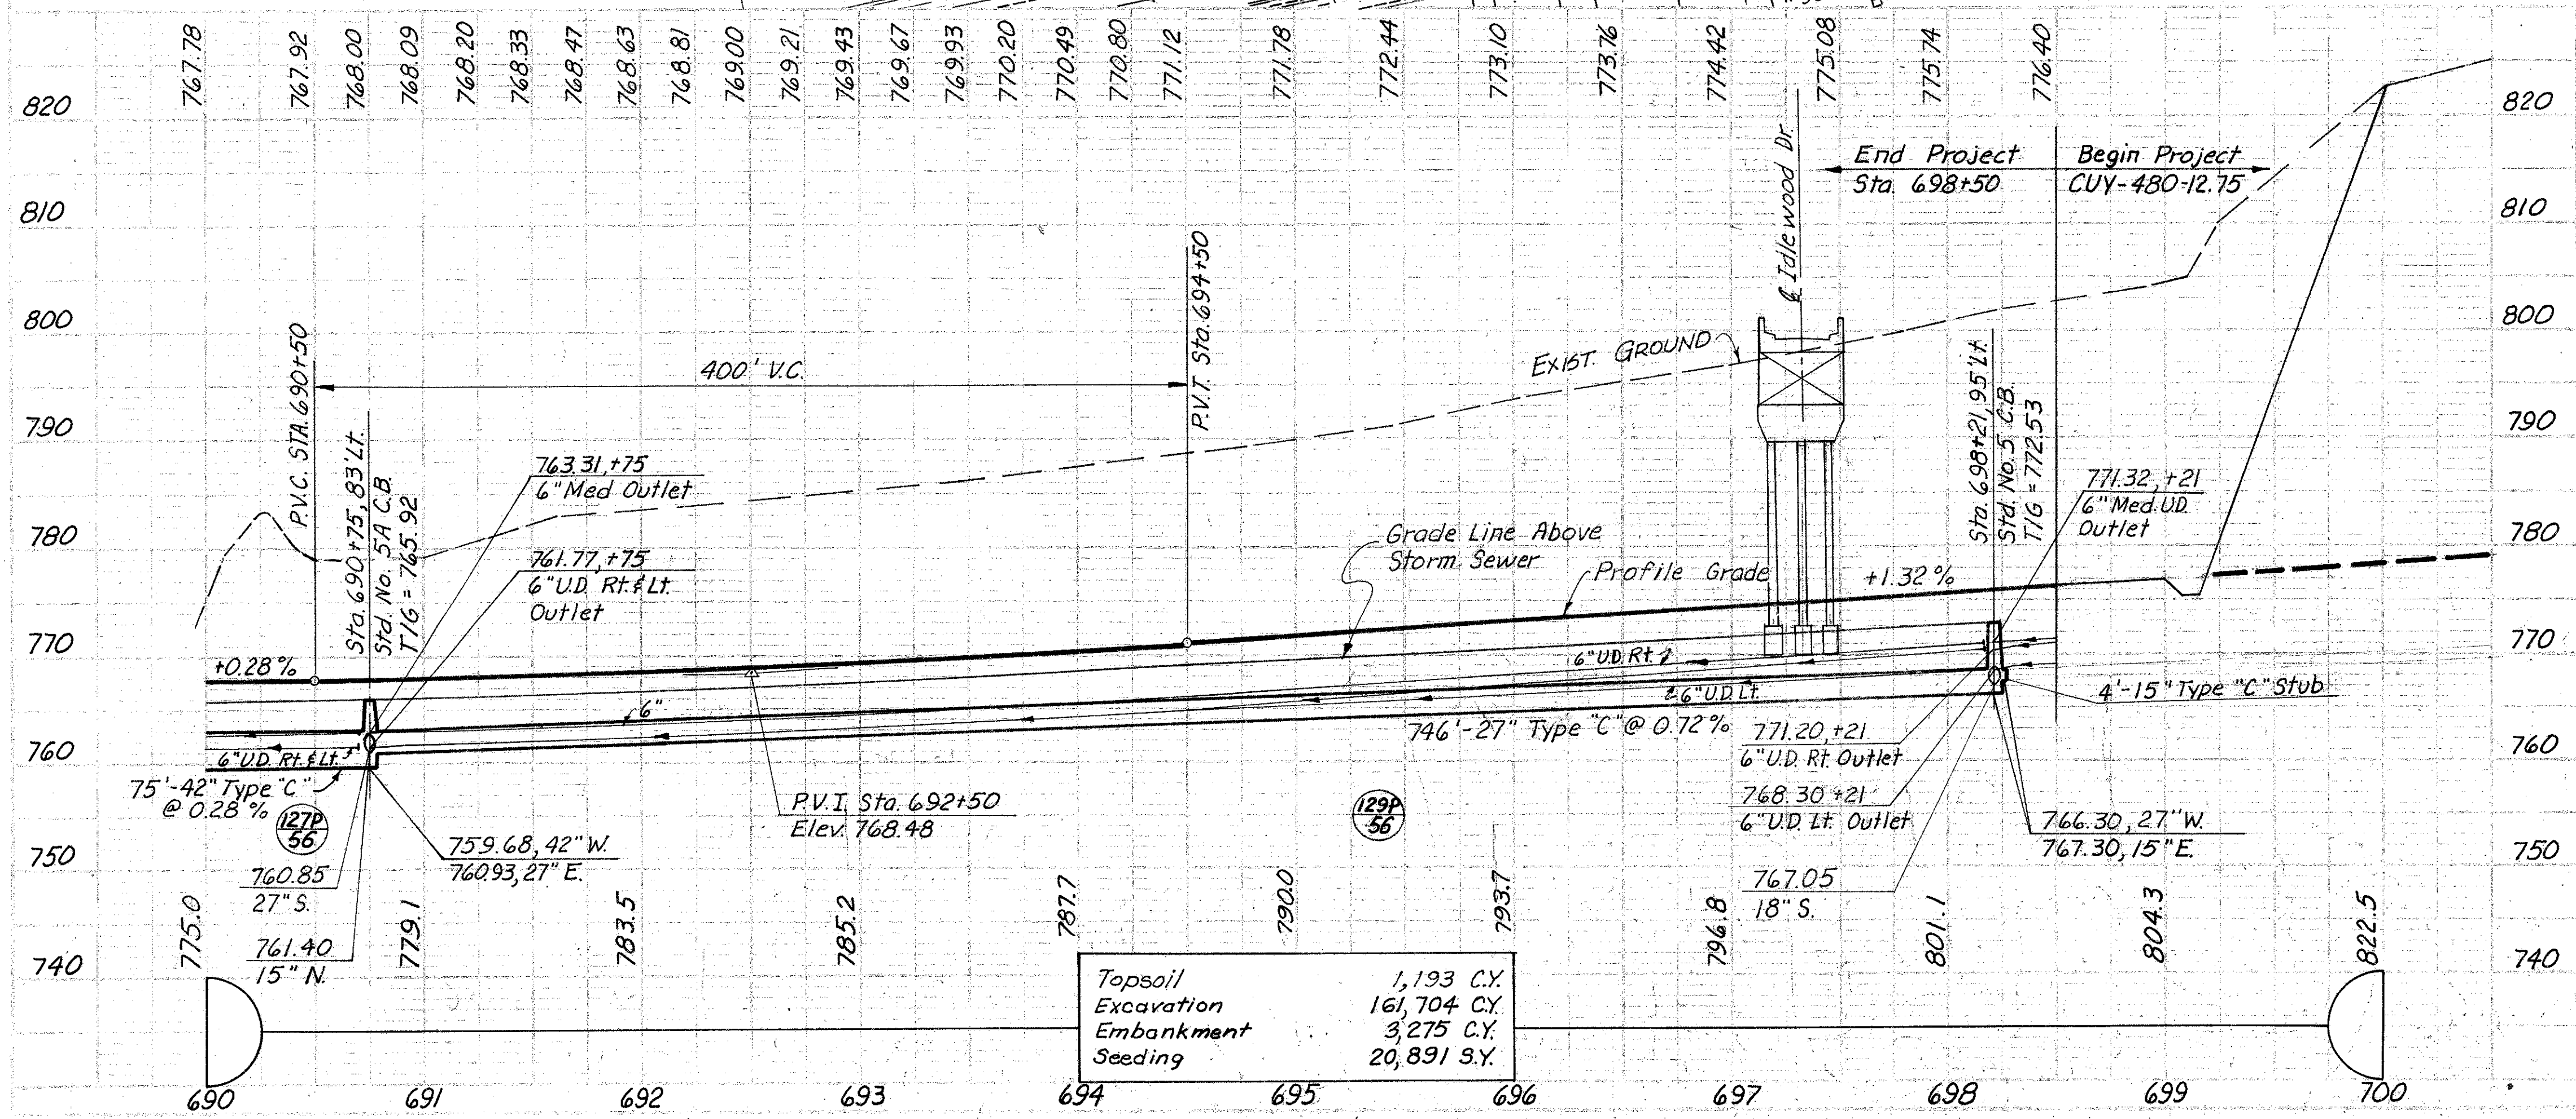 767.78
767.92
768.00
768.09
768.20
768.33
768.47
768.63
768.81
769.00
769.21
769.43
769.67
769.93
770.20
770.49
770.80
771.12
771.78
772.44
773.10
773.76
774.42
775.08
775.74
776.40
820
820
810
810
800
800
790
790
780
780
770
770
760
760
750
750
740
740
℄ Idlewood Dr.
End Project
Sta. 698+50
Begin Project
CUY-480-12.75
P.V.C. STA. 690+50
400' V.C.
P.V.T. Sta. 694+50
EXIST. GROUND
Sta. 690+75, 83' Lt.
Std. No. 5A C.B.
T/G = 765.92
763.31, +75
6" Med Outlet
761.77, +75
6" U.D. Rt. & Lt.
Outlet
Grade Line Above
Storm Sewer
Profile Grade
+1.32 %
Sta. 698+21, 95' Lt.
Std. No. 5 C.B.
T/G = 772.53
771.32, +21
6" Med. U.D.
Outlet
+0.28 %
6"
6" U.D. Rt.
6" U.D. Lt.
4'-15" Type "C" Stub
746'-27" Type "C" @ 0.72 %
6" U.D. Rt. & Lt.
75'-42" Type "C"
@ 0.28 %
127P
56
771.20, +21
6" U.D. Rt. Outlet
768.30 +21
6" U.D. Lt. Outlet
P.V.I. Sta. 692+50
Elev. 768.48
129P
56
759.68, 42" W.
760.93, 27" E.
766.30, 27" W.
767.30, 15" E.
760.85
27" S.
761.40
15" N.
767.05
18" S.
775.0
779.1
783.5
785.2
787.7
790.0
793.7
796.8
801.1
804.3
822.5
Topsoil 1,193 C.Y.
Excavation 161,704 C.Y.
Embankment 3,275 C.Y.
Seeding 20,891 S.Y.
690
691
692
693
694
695
696
697
698
699
700